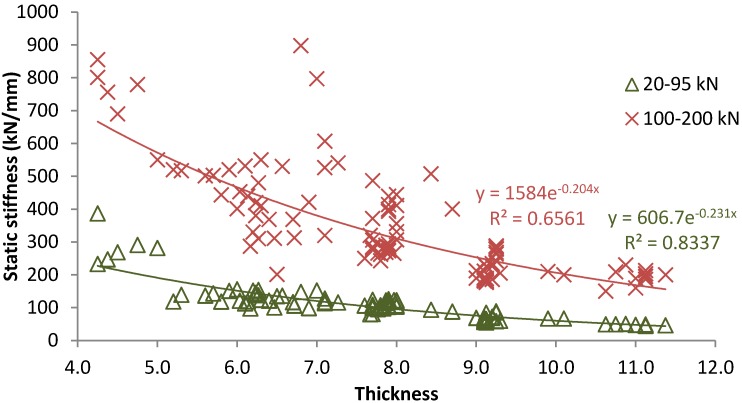 1000
900
800
700
600
500
400
300
200
100
0
Static stiffness (kN/mm)
20-95 kN
100-200 kN
y = 1584e^-0.204x
R² = 0.6561
y = 606.7e^-0.231x
R² = 0.8337
4.0 5.0 6.0 7.0 8.0 9.0 10.0 11.0 12.0
Thickness